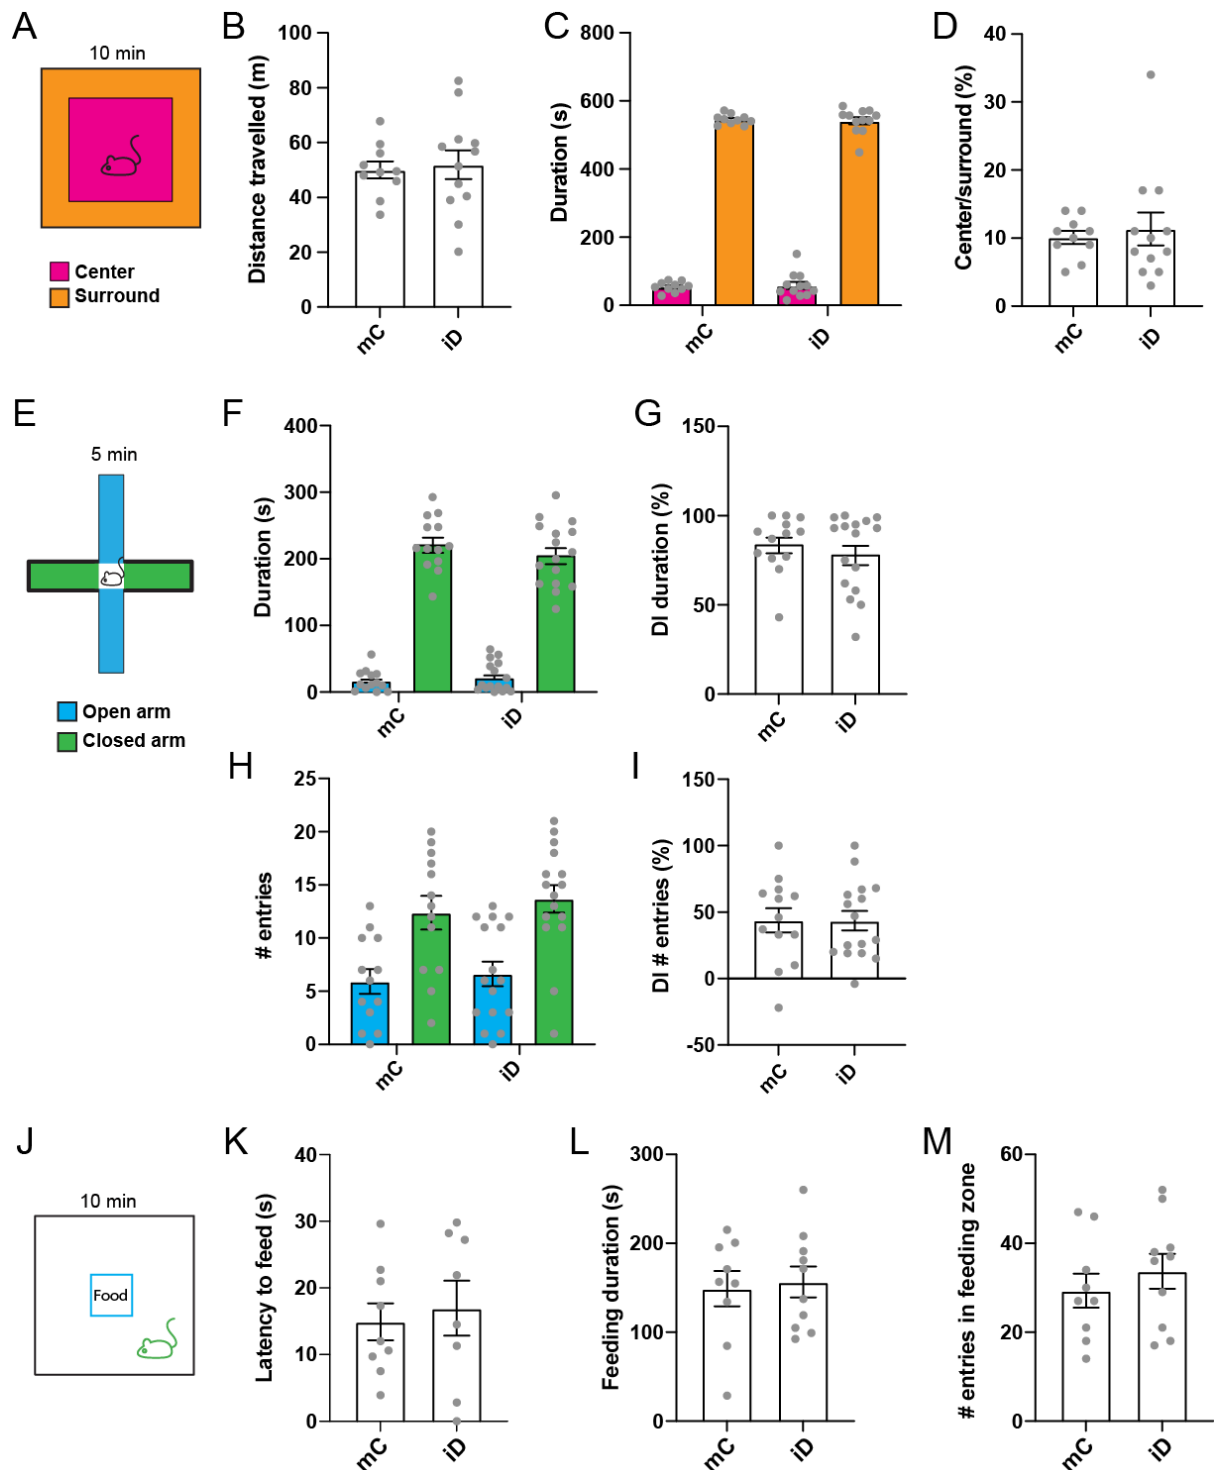 A
10 min
Center
Surround
B
Distance travelled (m)
100
80
60
40
20
0
mC
iD
C
Duration (s)
800
600
400
200
0
mC
iD
D
Center/surround (%)
40
30
20
10
0
mC
iD
E
5 min
Open arm
Closed arm
F
Duration (s)
400
300
200
100
0
mC
iD
G
DI duration (%)
150
100
50
0
mC
iD
H
# entries
25
20
15
10
5
0
mC
iD
I
DI # entries (%)
150
100
50
0
-50
mC
iD
J
10 min
Food
K
Latency to feed (s)
40
30
20
10
0
mC
iD
L
Feeding duration (s)
300
200
100
0
mC
iD
M
# entries in feeding zone
60
40
20
0
mC
iD